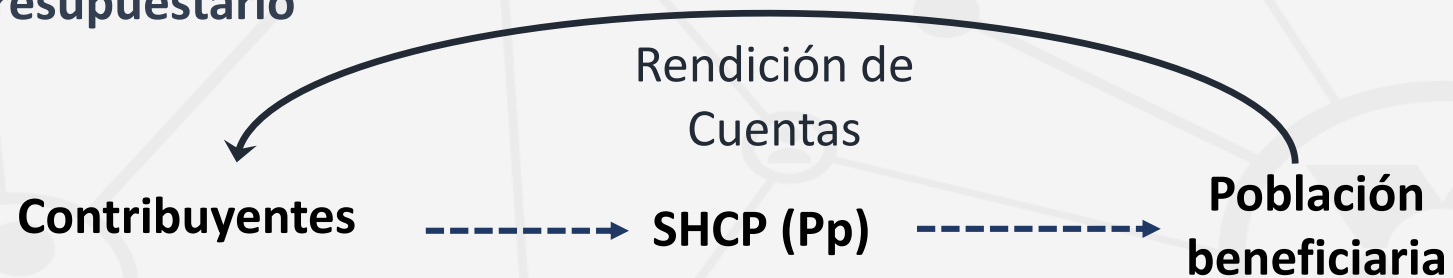 resupuestario
Rendición de
Cuentas
Contribuyentes
SHCP (Pp)
Población
beneficiaria